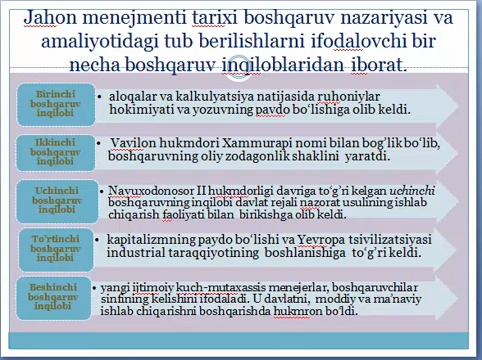 Jahon menejmenti tarixi boshqaruv nazariyasi va
amaliyotidagi tub berilishlarni ifodalovchi bir
necha boshqaruv inqiloblaridan iborat.
Birinchi
boshqaruv
inqilobi
• aloqalar va kalkulyatsiya natijasida ruhoniylar
hokimiyati va yozuvning paydo bo'lishiga olib keldi.
Ikkinchi
boshqaruv
inqilobi
• Vavilon hukmdori Xammurapi nomi bilan bog'lik bo'lib,
boshqaruvning oliy zodagonlik shaklini yaratdi.
Uchinchi
boshqaruv
inqilobi
• Navuxodonosor II hukmdorligi davriga to'g'ri kelgan uchinchi
boshqaruvning inqilobi davlat rejali nazorat usulining ishlab
chiqarish faoliyati bilan birikishga olib keldi.
To'rtinchi
boshqaruv
inqilobi
• kapitalizmning paydo bo'lishi va Yevropa tsivilizatsiyasi
industrial taraqqiyotining boshlanishiga to'g'ri keldi.
Beshinchi
boshqaruv
inqilobi
• yangi ijtimoiy kuch-mutaxassis menejerlar, boshqaruvchilar
sinfining kelishini ifodaladi. U davlatni, moddiy va ma'naviy
ishlab chiqarishni boshqarishda hukmron bo'ldi.